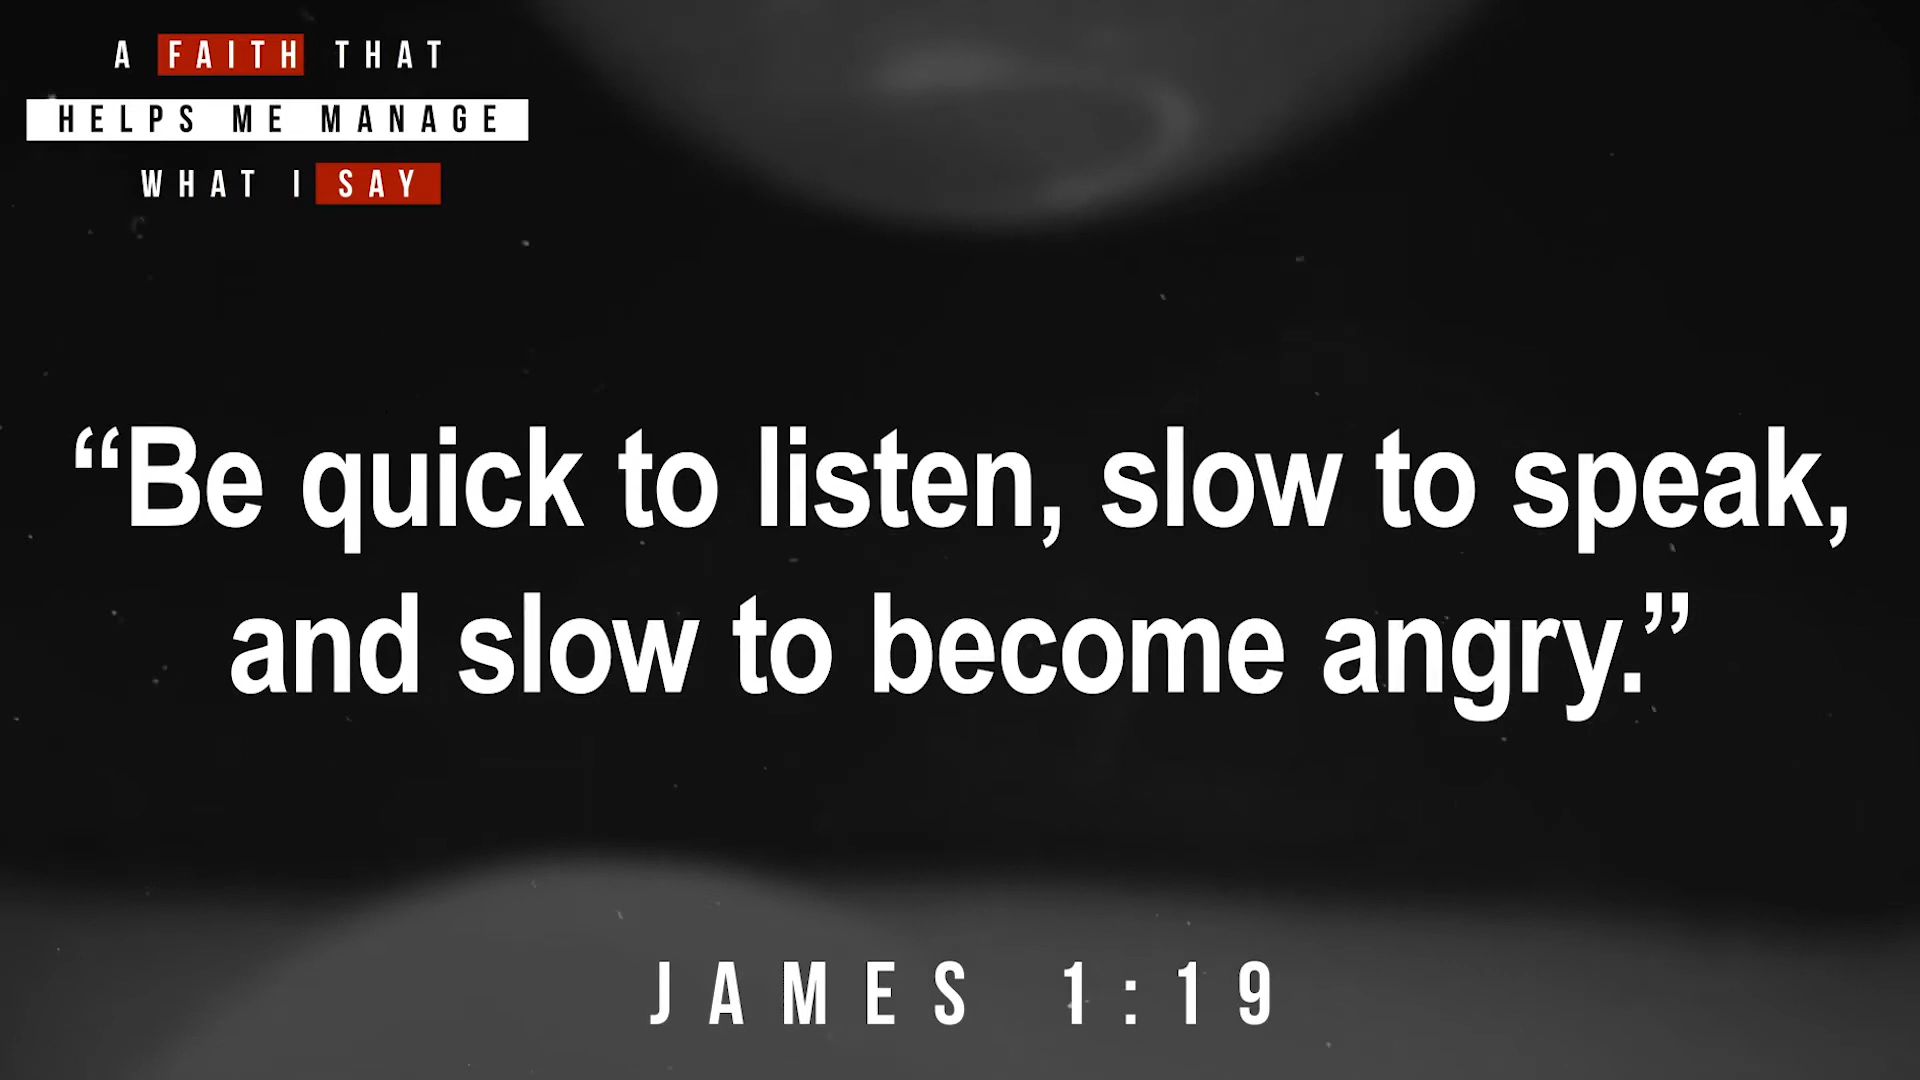 A FAITH THAT
HELPS ME MANAGE
WHAT I SAY
“Be quick to listen, slow to speak,
and slow to become angry.”
JAMES 1:19